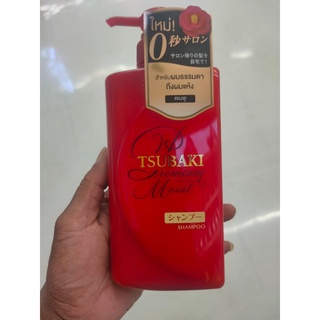 ใหม่!
0秒サロン
サロン帰りの髪を
自宅で!
สำหรับผมธรรมดา
ถึงผมแห้ง
แชมพู
TSUBAKI
Premium
Moist
シャンプー
SHAMPOO